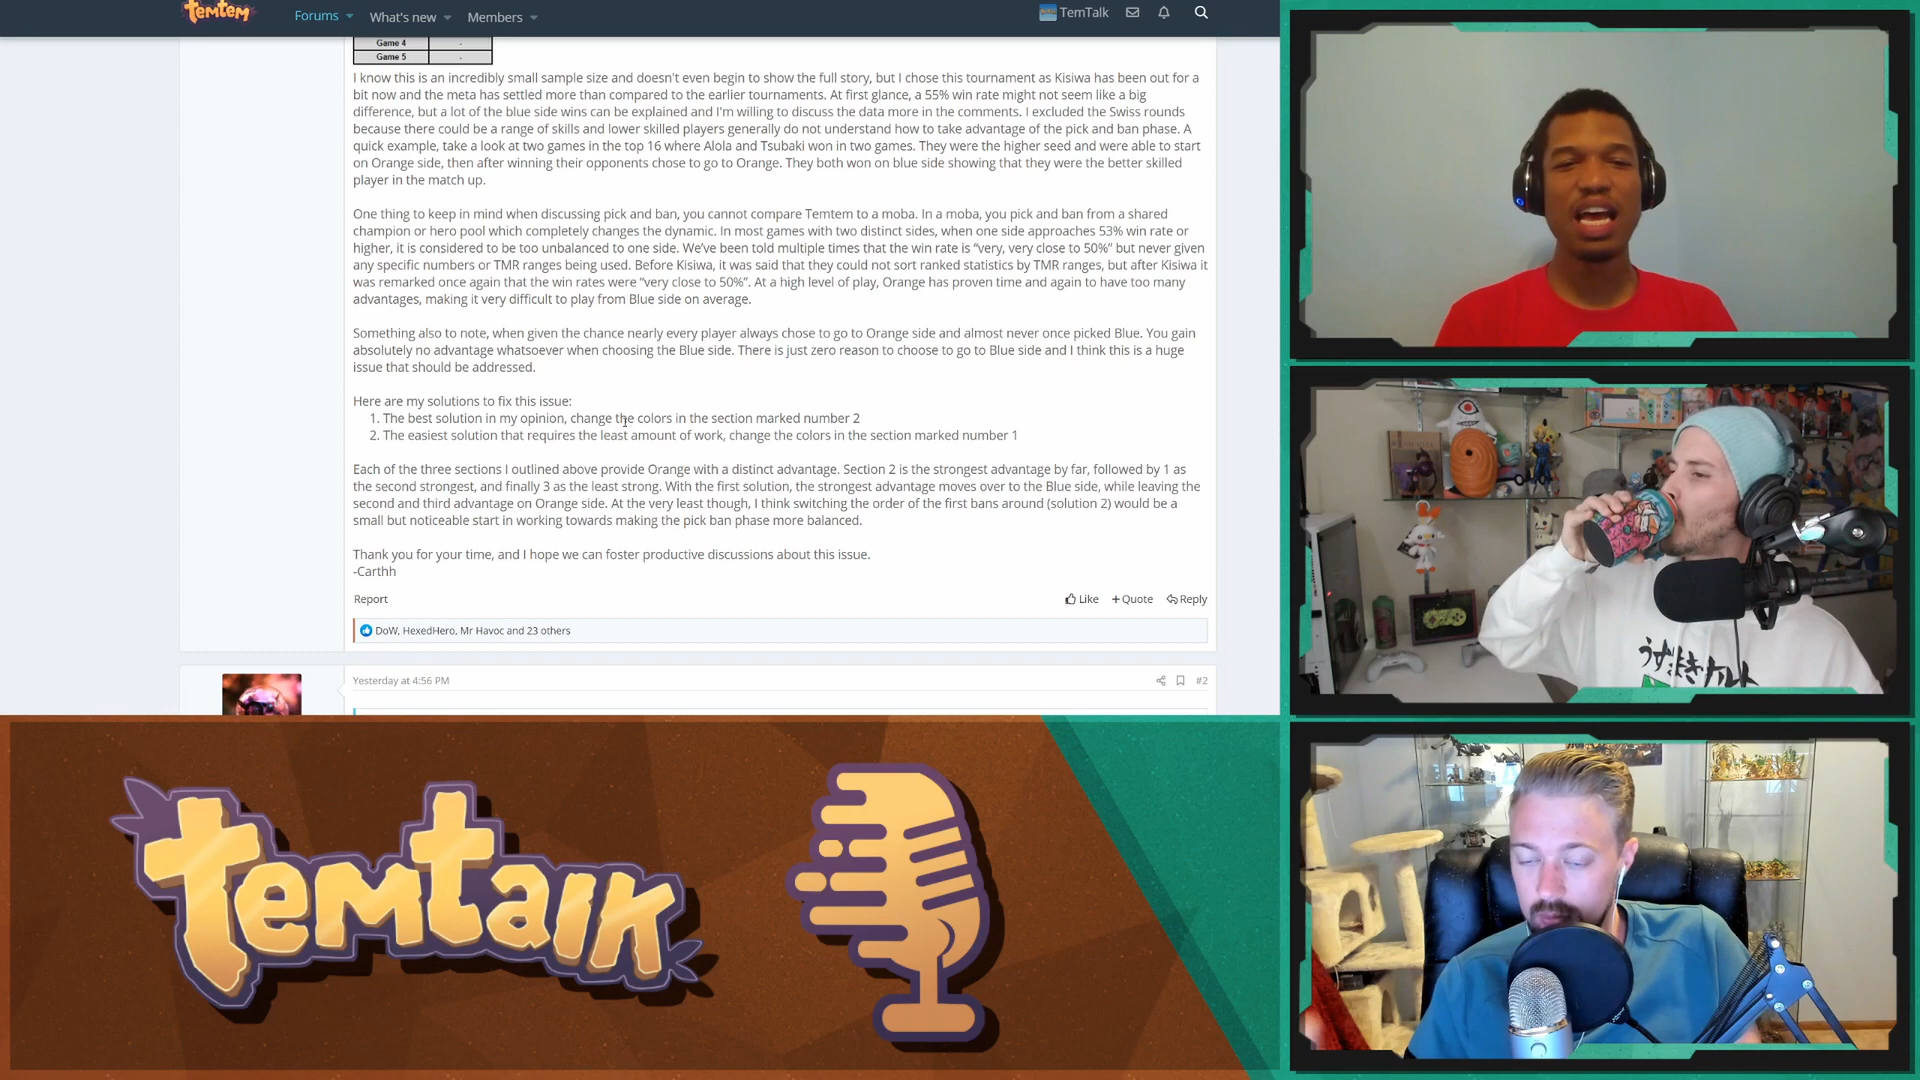 temtem
Forums
What's new
Members
TemTalk
Game 4 -
Game 5 -
I know this is an incredibly small sample size and doesn't even begin to show the full story, but I chose this tournament as Kisiwa has been out for a
bit now and the meta has settled more than compared to the earlier tournaments. At first glance, a 55% win rate might not seem like a big
difference, but a lot of the blue side wins can be explained and I'm willing to discuss the data more in the comments. I excluded the Swiss rounds
because there could be a range of skills and lower skilled players generally do not understand how to take advantage of the pick and ban phase. A
quick example, take a look at two games in the top 16 where Alola and Tsubaki won in two games. They were the higher seed and were able to start
on Orange side, then after winning their opponents chose to go to Orange. They both won on blue side showing that they were the better skilled
player in the match up.
One thing to keep in mind when discussing pick and ban, you cannot compare Temtem to a moba. In a moba, you pick and ban from a shared
champion or hero pool which completely changes the dynamic. In most games with two distinct sides, when one side approaches 53% win rate or
higher, it is considered to be too unbalanced to one side. We've been told multiple times that the win rate is “very, very close to 50%” but never given
any specific numbers or TMR ranges being used. Before Kisiwa, it was said that they could not sort ranked statistics by TMR ranges, but after Kisiwa it
was remarked once again that the win rates were “very close to 50%”. At a high level of play, Orange has proven time and again to have too many
advantages, making it very difficult to play from Blue side on average.
Something also to note, when given the chance nearly every player always chose to go to Orange side and almost never once picked Blue. You gain
absolutely no advantage whatsoever when choosing the Blue side. There is just zero reason to choose to go to Blue side and I think this is a huge
issue that should be addressed.
Here are my solutions to fix this issue:
1. The best solution in my opinion, change the colors in the section marked number 2
2. The easiest solution that requires the least amount of work, change the colors in the section marked number 1
Each of the three sections I outlined above provide Orange with a distinct advantage. Section 2 is the strongest advantage by far, followed by 1 as
the second strongest, and finally 3 as the least strong. With the first solution, the strongest advantage moves over to the Blue side, while leaving the
second and third advantage on Orange side. At the very least though, I think switching the order of the first bans around (solution 2) would be a
small but noticeable start in working towards making the pick ban phase more balanced.
Thank you for your time, and I hope we can foster productive discussions about this issue.
-Carthh
Report
Like
+ Quote
Reply
DoW, HexedHero, Mr Havoc and 23 others
Yesterday at 4:56 PM
#2
temtalk